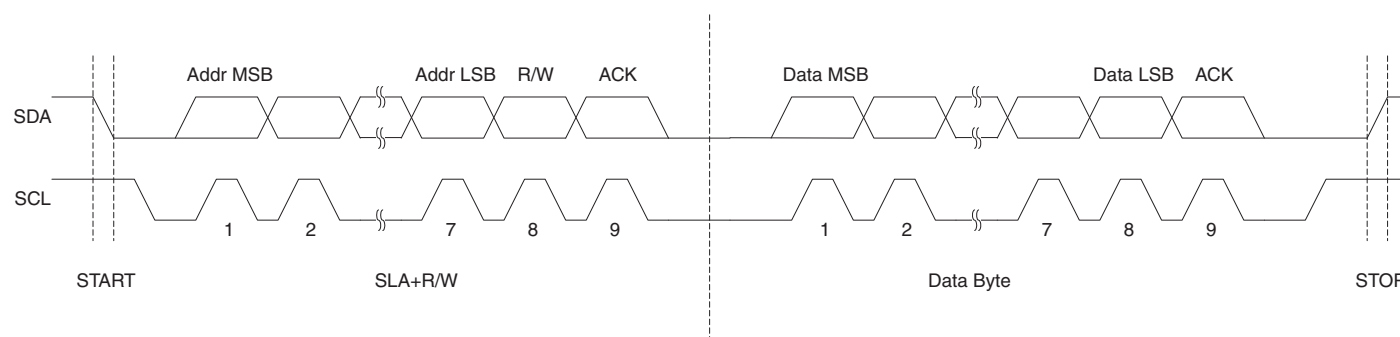 Addr MSB Addr LSB R/W ACK Data MSB Data LSB ACK
SDA
SCL
1 2 7 8 9 1 2 7 8 9
START SLA+R/W Data Byte STOP